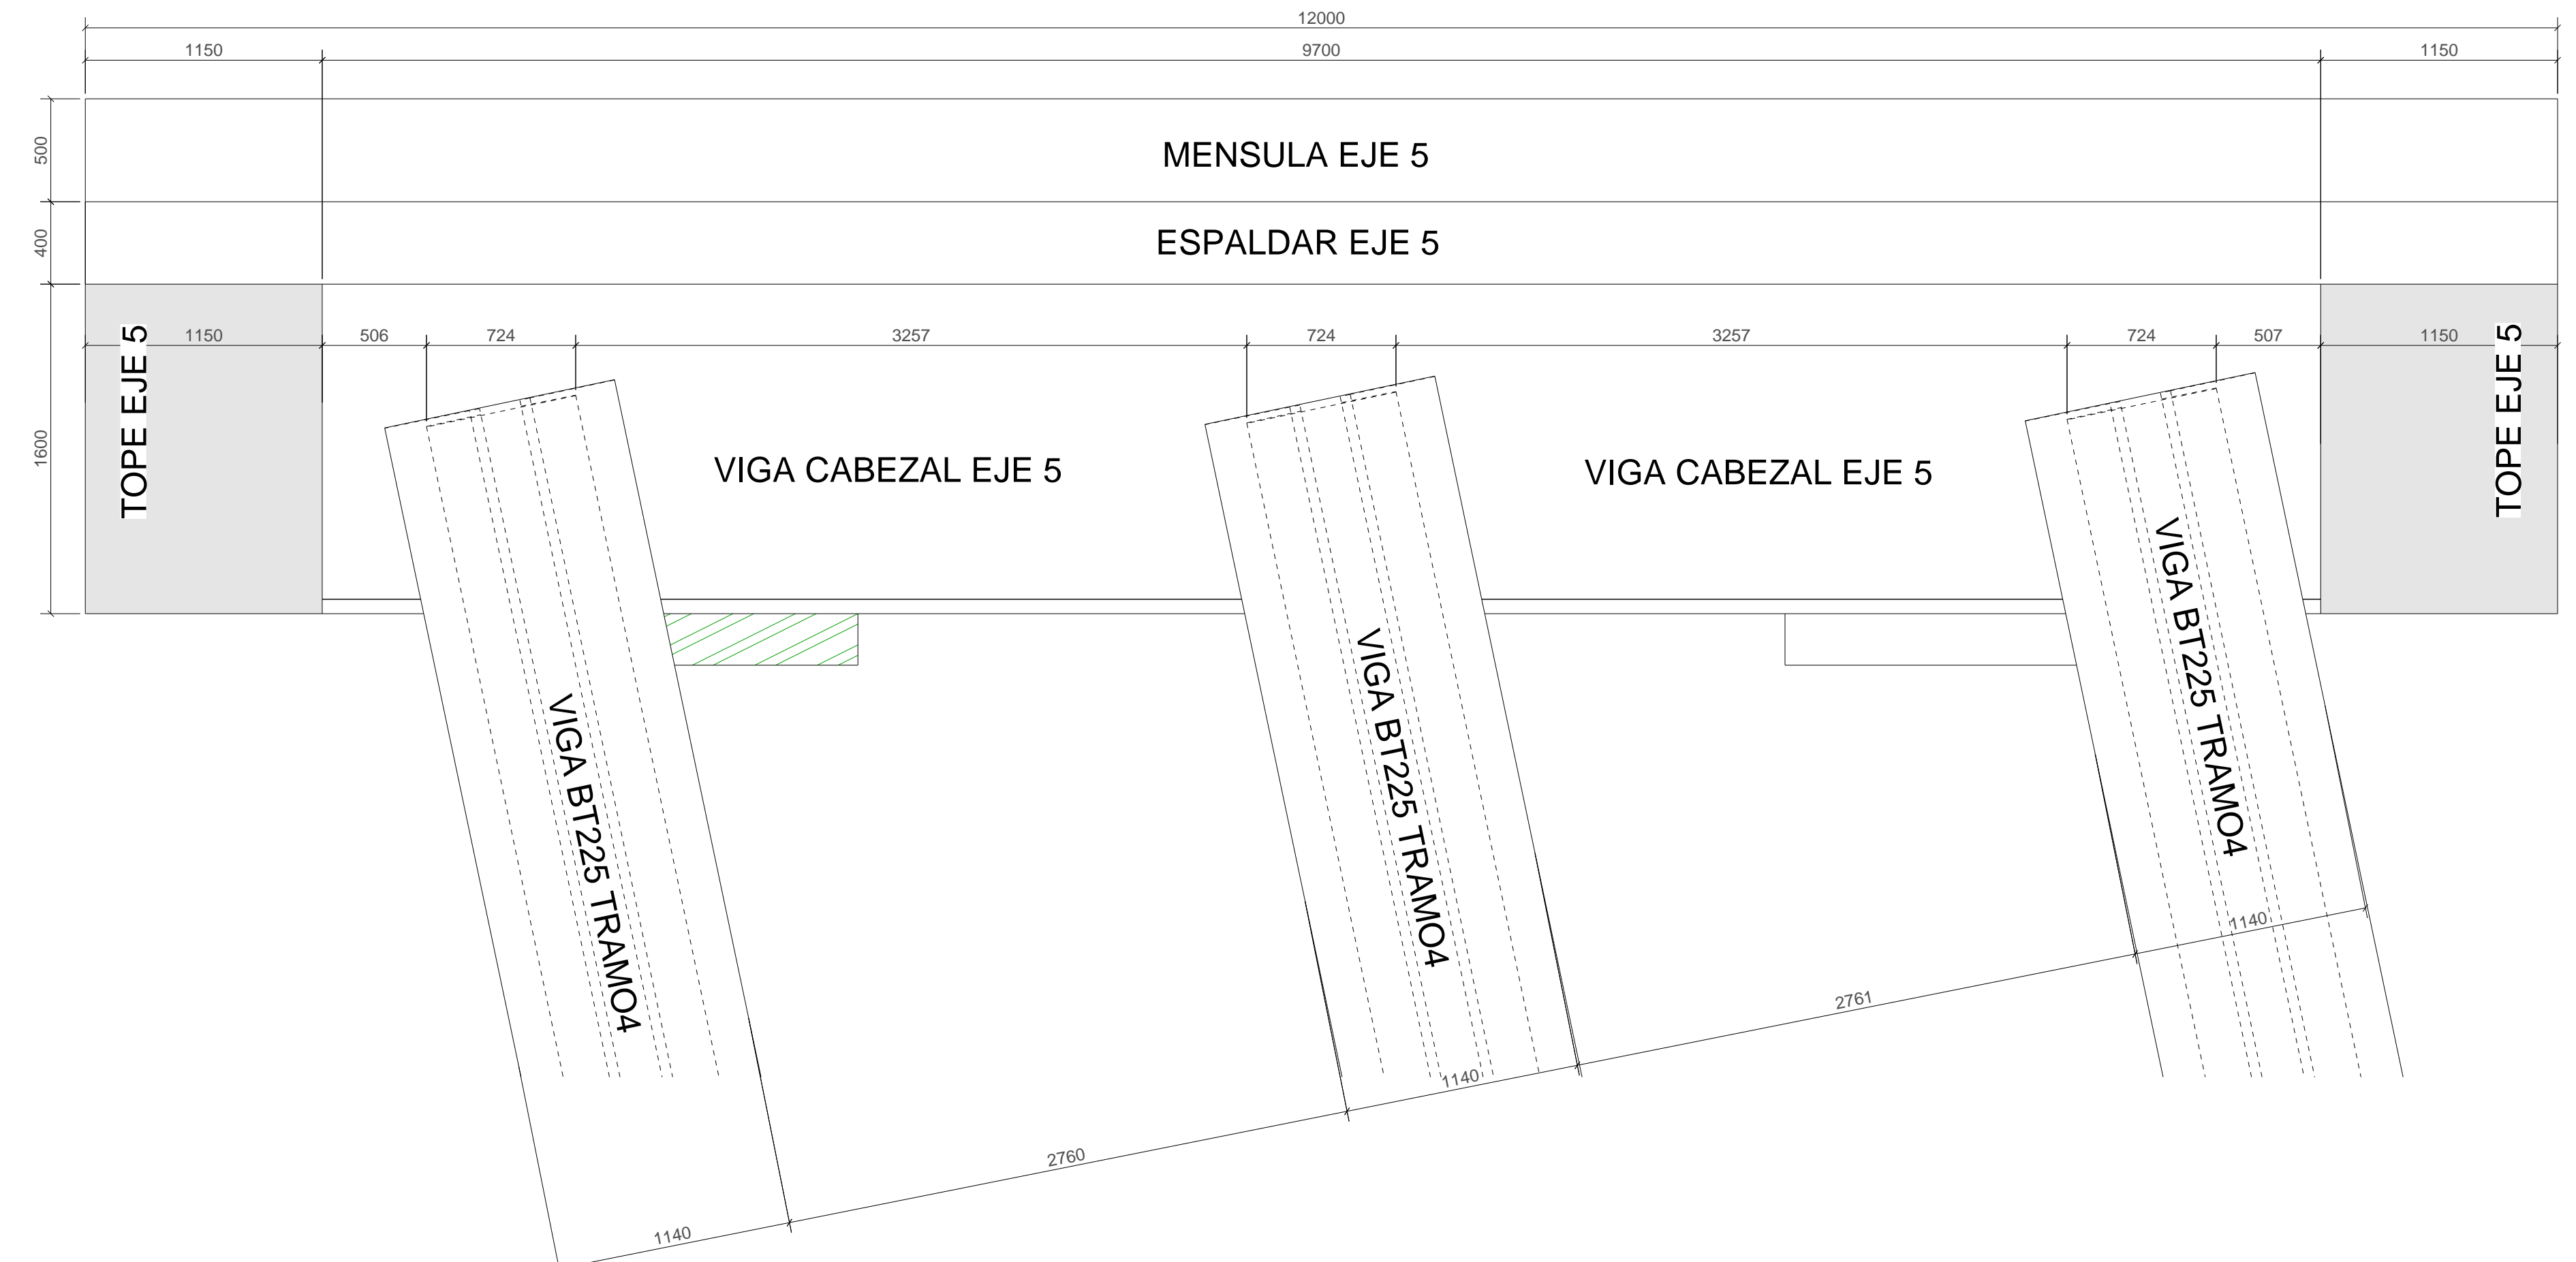 12000
1150 9700 1150
500
MENSULA EJE 5
400
ESPALDAR EJE 5
1600
TOPE EJE 5
1150 506 724 3257 724 3257 724 507 1150
TOPE EJE 5
VIGA CABEZAL EJE 5
VIGA CABEZAL EJE 5
VIGA BT225 TRAMO4
VIGA BT225 TRAMO4
VIGA BT225 TRAMO4
1140
2760
1140
2761
1140